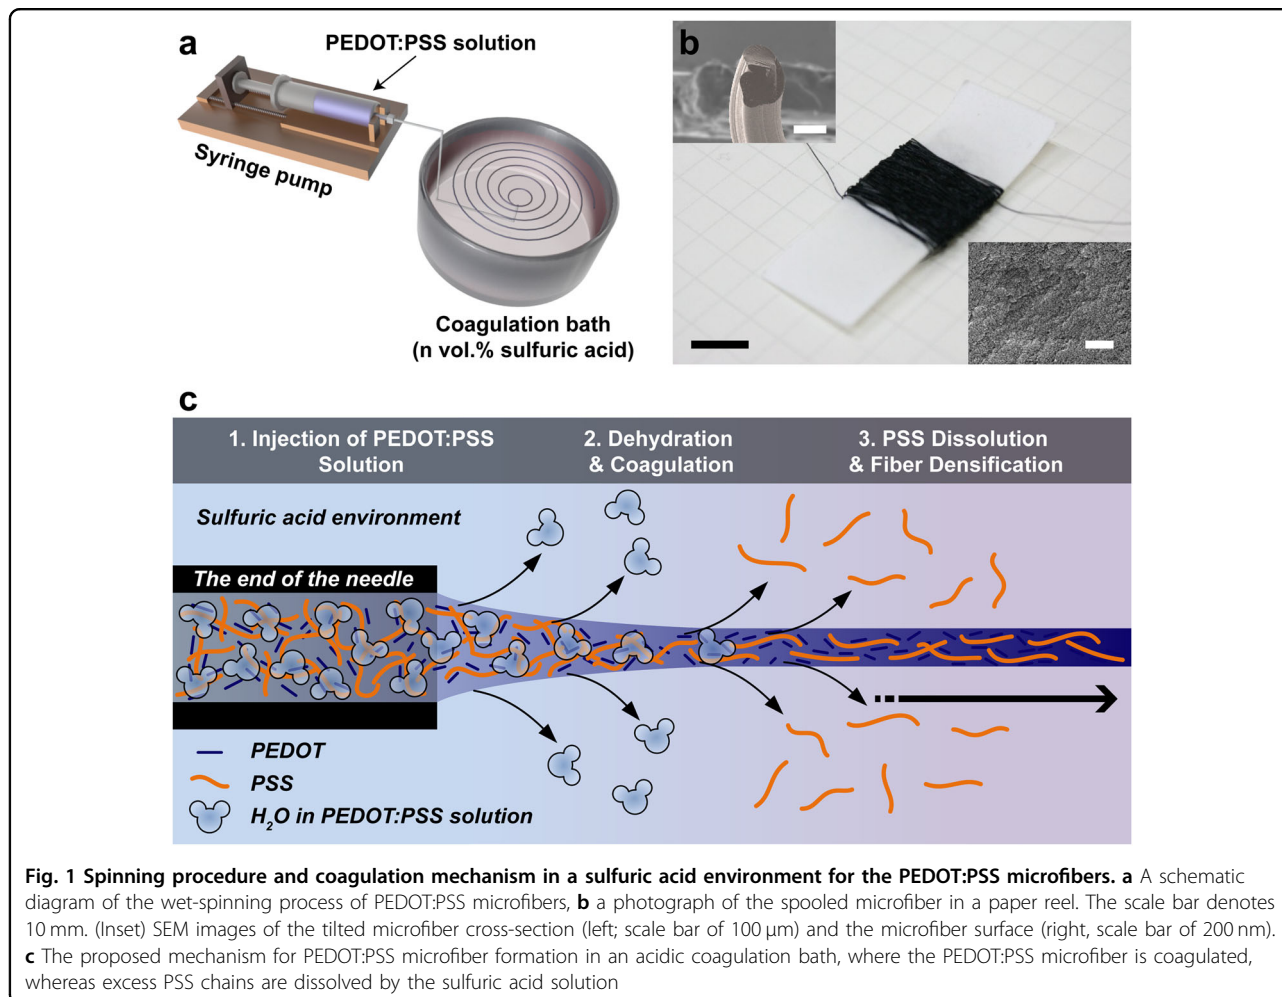 a
PEDOT:PSS solution
Syringe pump
Coagulation bath
(n vol.% sulfuric acid)
b
c
1. Injection of PEDOT:PSS
Solution
2. Dehydration
& Coagulation
3. PSS Dissolution
& Fiber Densification
Sulfuric acid environment
The end of the needle
PEDOT
PSS
H₂O in PEDOT:PSS solution
Fig. 1 Spinning procedure and coagulation mechanism in a sulfuric acid environment for the PEDOT:PSS microfibers. a A schematic
diagram of the wet-spinning process of PEDOT:PSS microfibers, b a photograph of the spooled microfiber in a paper reel. The scale bar denotes
10 mm. (Inset) SEM images of the tilted microfiber cross-section (left; scale bar of 100 μm) and the microfiber surface (right, scale bar of 200 nm).
c The proposed mechanism for PEDOT:PSS microfiber formation in an acidic coagulation bath, where the PEDOT:PSS microfiber is coagulated,
whereas excess PSS chains are dissolved by the sulfuric acid solution